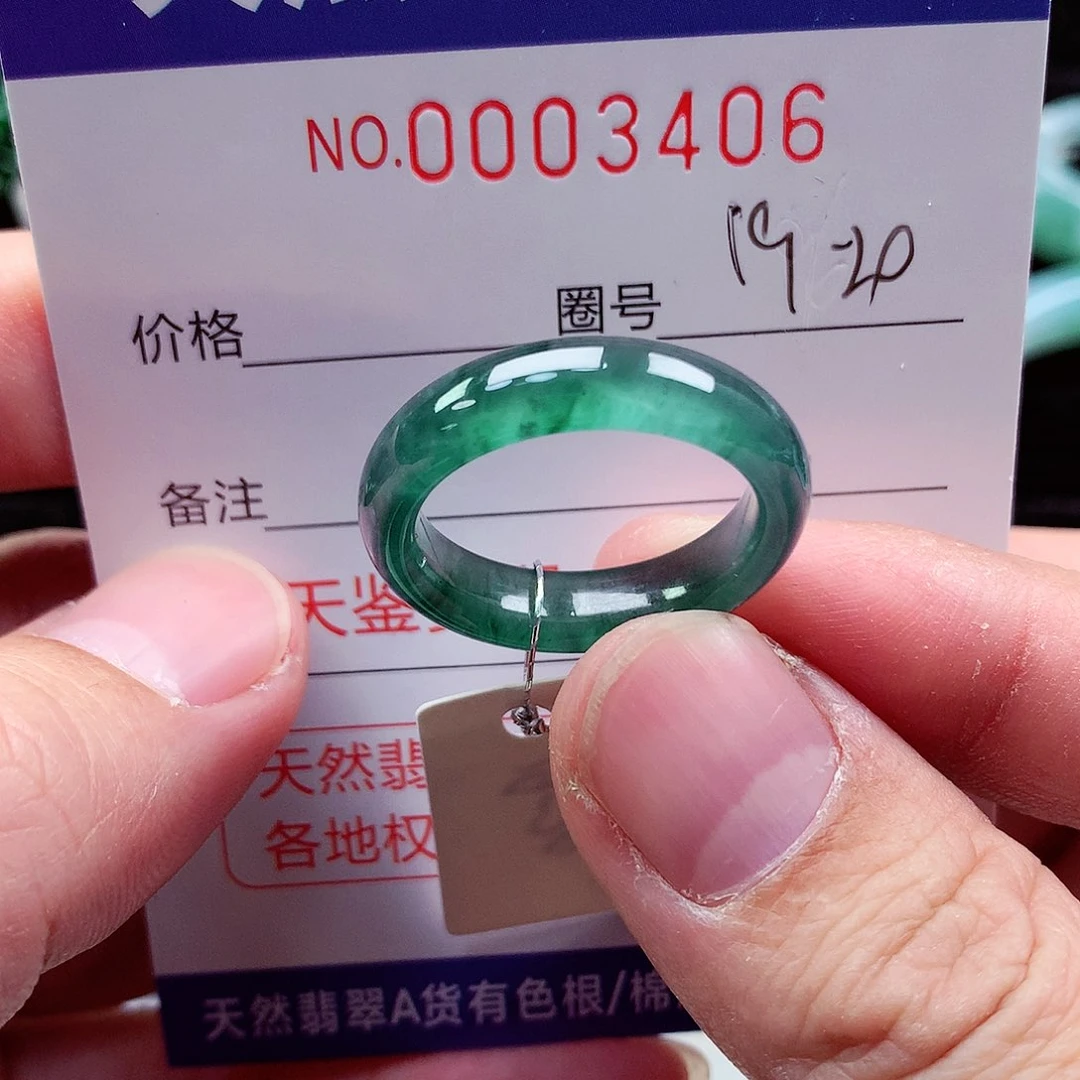 NO.0003406
19-20
价格 圈号
备注
天鉴
天然翡
各地权
天然翡翠A货有色根/棉